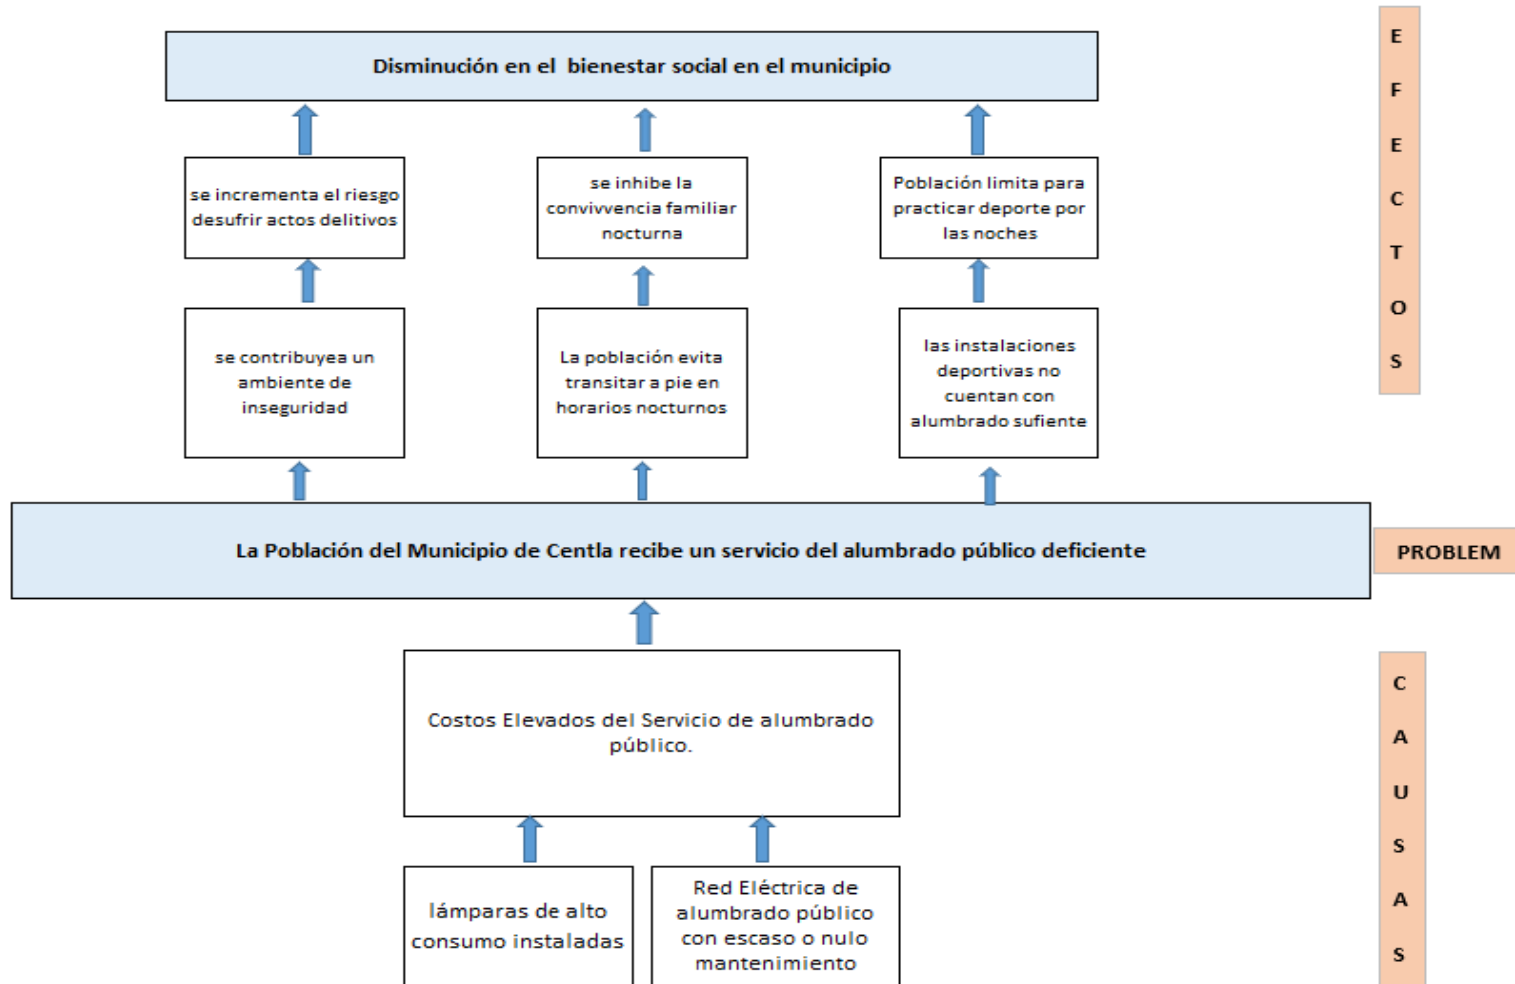 Disminución en el  bienestar social en el municipio
se incrementa el riesgo
desufrir actos delitivos
se inhibe la
convivvencia familiar
nocturna
Población limita para
practicar deporte por
las noches
se contribuyea un
ambiente de
inseguridad
La población evita
transitar a pie en
horarios nocturnos
las instalaciones
deportivas no
cuentan con
alumbrado sufiente
E
F
E
C
T
O
S
La Población del Municipio de Centla recibe un servicio del alumbrado público deficiente
PROBLEM
Costos Elevados del Servicio de alumbrado
público.
lámparas de alto
consumo instaladas
Red Eléctrica de
alumbrado público
con escaso o nulo
mantenimiento
C
A
U
S
A
S